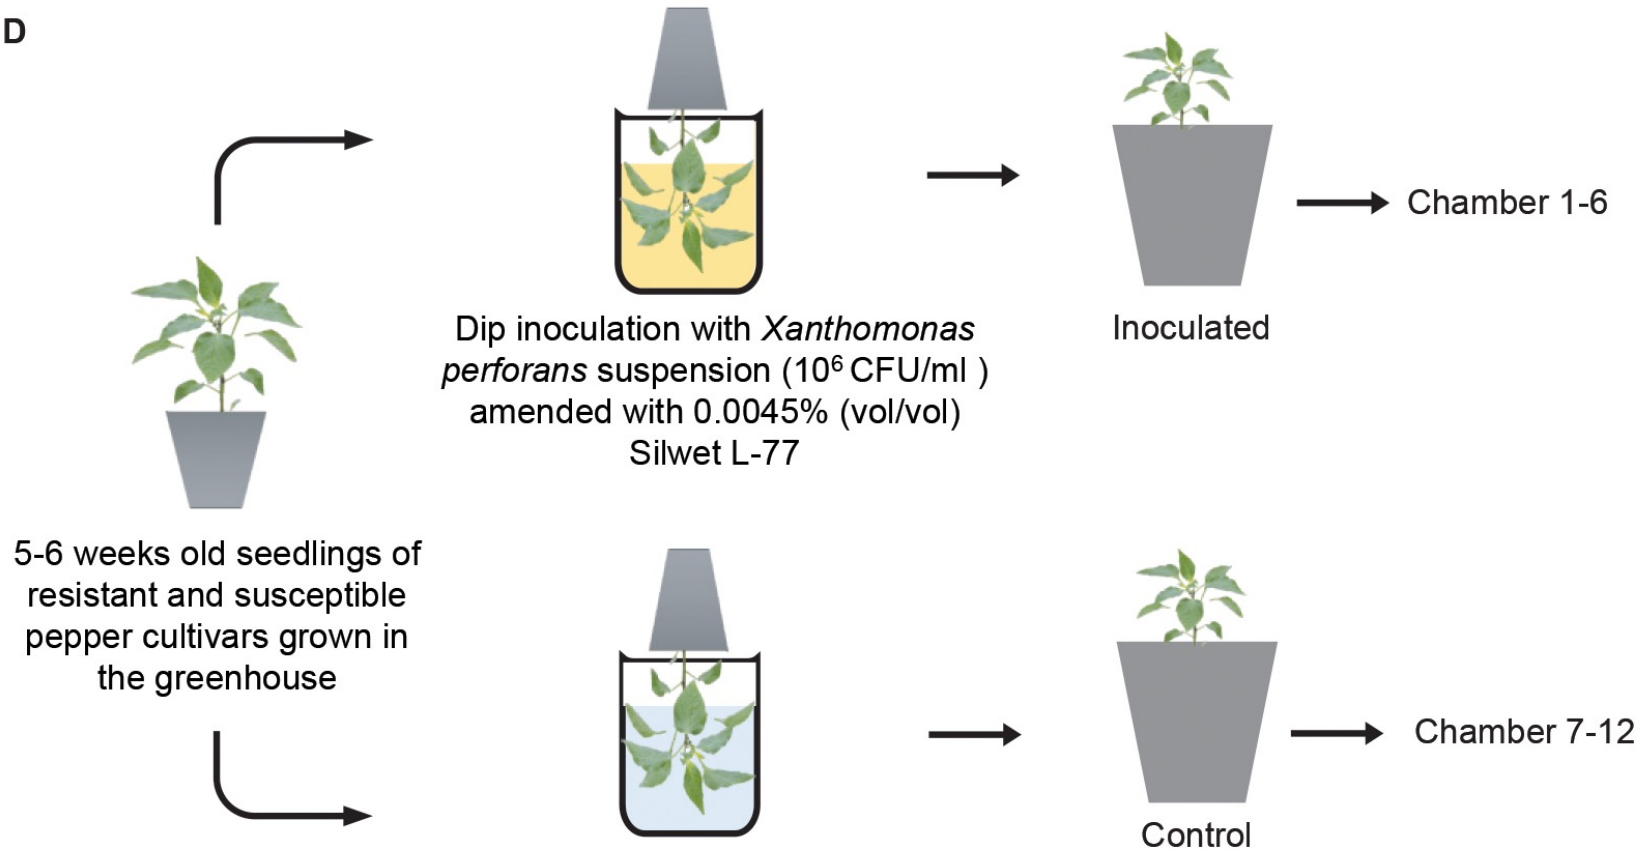 D
Dip inoculation with Xanthomonas
perforans suspension (10⁶ CFU/ml )
amended with 0.0045% (vol/vol)
Silwet L-77
Inoculated
Chamber 1-6
5-6 weeks old seedlings of
resistant and susceptible
pepper cultivars grown in
the greenhouse
Chamber 7-12
Control